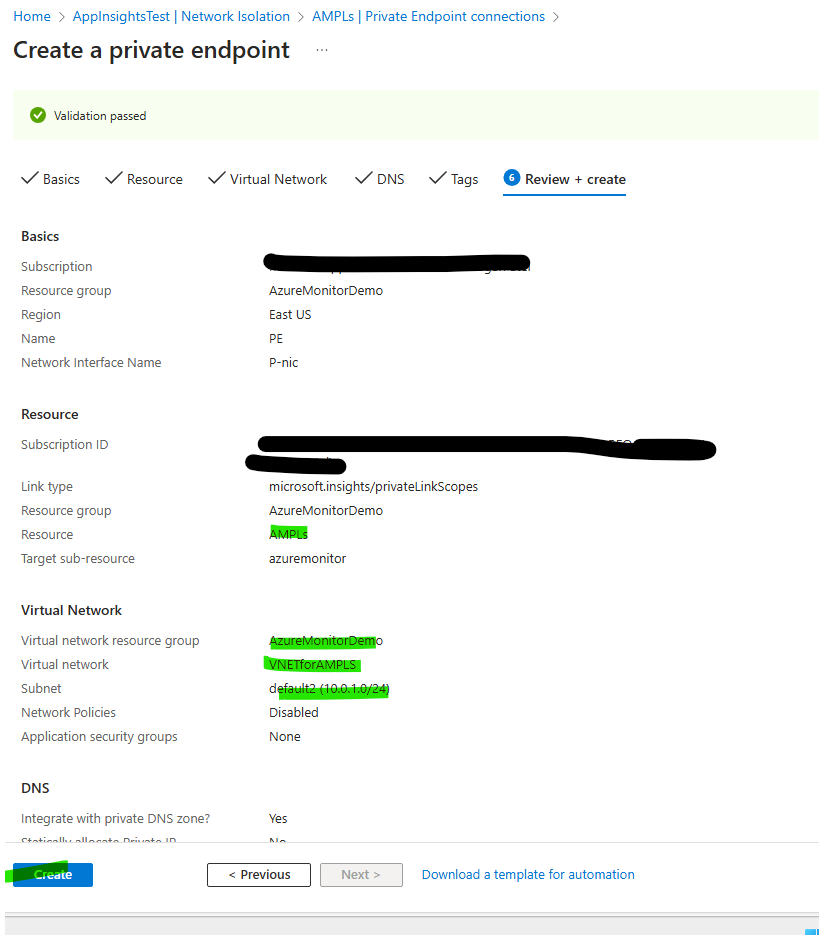 Home > AppInsightsTest | Network Isolation > AMPLs | Private Endpoint connections >
Create a private endpoint ...
Validation passed
Basics Resource Virtual Network DNS Tags 6 Review + create
Basics
Subscription
Resource group AzureMonitorDemo
Region East US
Name PE
Network Interface Name P-nic
Resource
Subscription ID
Link type microsoft.insights/privateLinkScopes
Resource group AzureMonitorDemo
Resource AMPLs
Target sub-resource azuremonitor
Virtual Network
Virtual network resource group AzureMonitorDemo
Virtual network VNETforAMPLS
Subnet default2 (10.0.1.0/24)
Network Policies Disabled
Application security groups None
DNS
Integrate with private DNS zone? Yes
Statically allocate Private IP No
Create < Previous Next > Download a template for automation